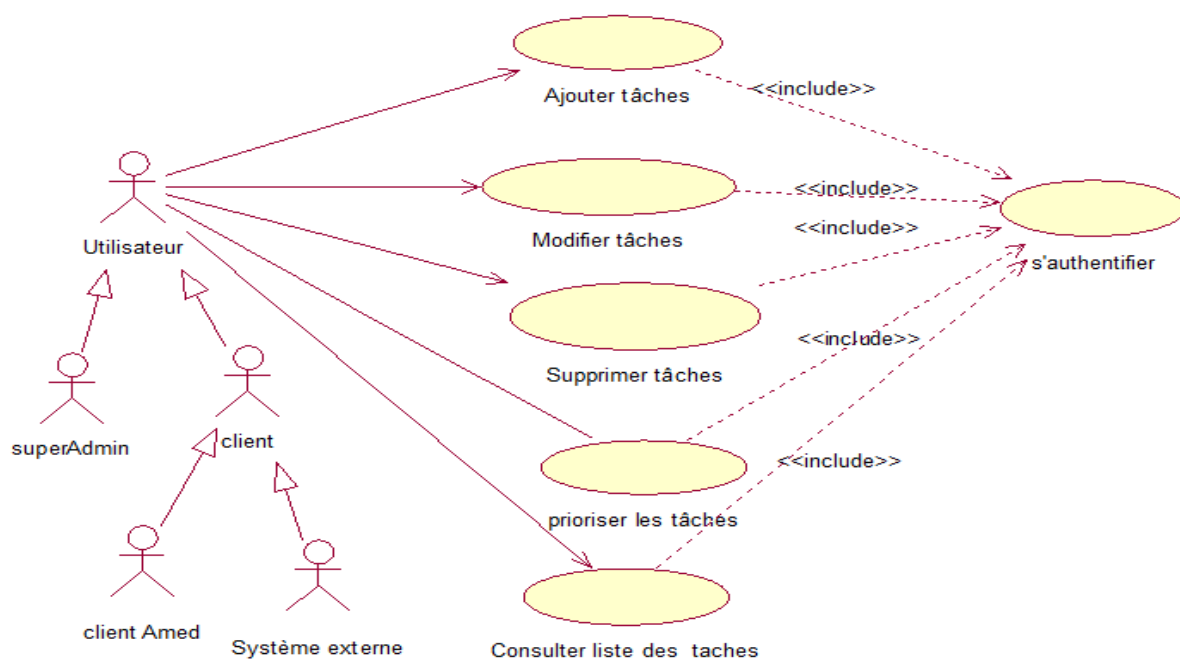 Ajouter tâches
<<include>>
Utilisateur
Modifier tâches
<<include>>
<<include>>
s'authentifier
superAdmin
client
Supprimer tâches
<<include>>
prioriser les tâches
<<include>>
client Amed
Système externe
Consulter liste des taches